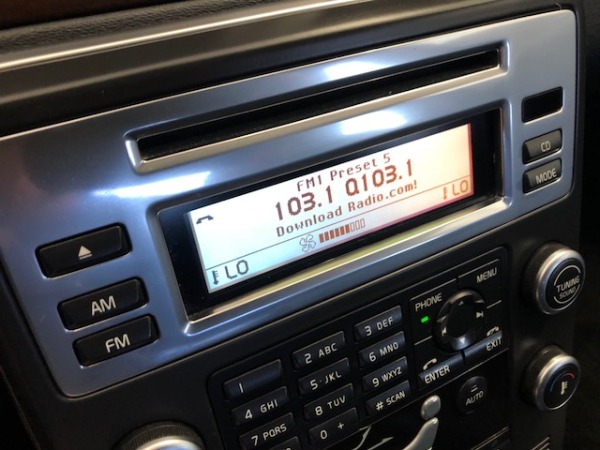 FM1 Preset 5
103.1 Q103.1
Download Radio.com!
LO
LO
CD
MODE
AM
FM
TUNING
SOUND
PHONE
MENU
1
2 ABC
3 DEF
4 GHI
5 JKL
6 MNO
7 PQRS
8 TUV
9 WXYZ
0 +
# SCAN
ENTER
EXIT
AUTO